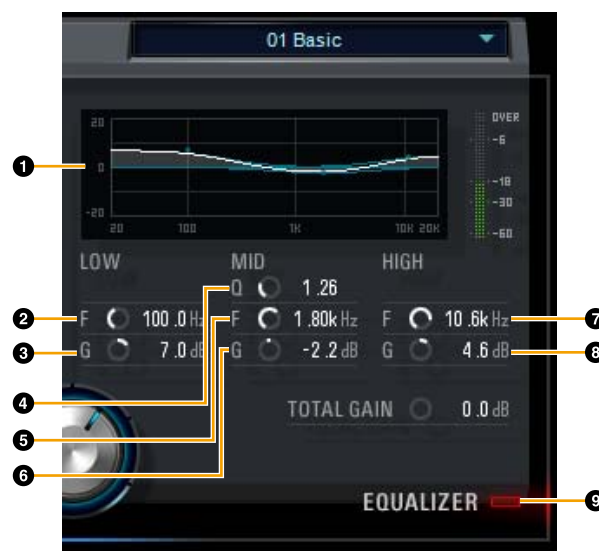 01 Basic
20
0
-20
20 100 1K 10K 20K
OVER
-6
-18
-30
-60
LOW MID HIGH
Q 1.26
F 100.0 Hz F 1.80k Hz F 10.6k Hz
G 7.0 dB G -2.2 dB G 4.6 dB
TOTAL GAIN 0.0 dB
EQUALIZER
1
2
3
4
5
6
7
8
9